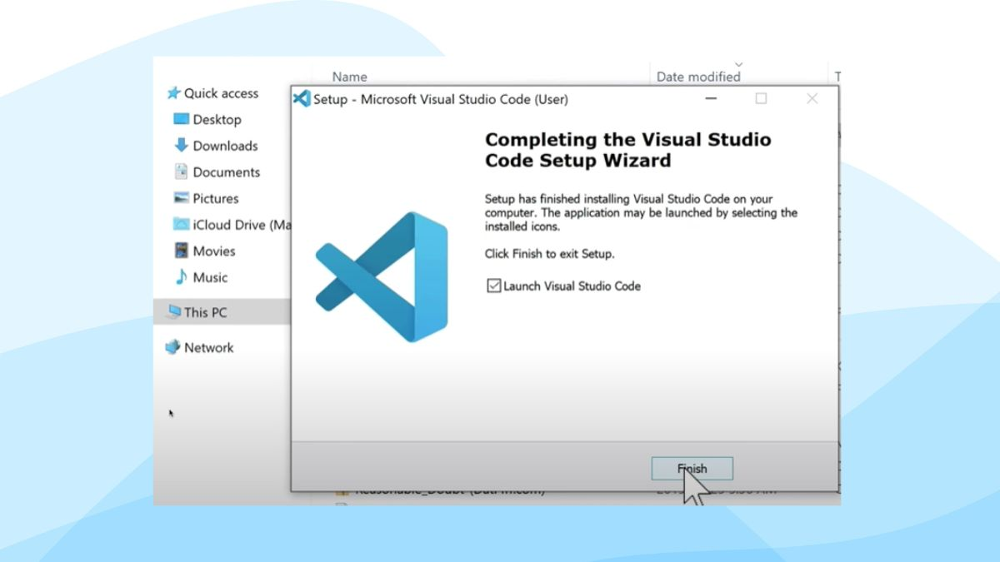 Name
Date modified
Quick access
Desktop
Downloads
Documents
Pictures
iCloud Drive (Ma
Movies
Music
This PC
Network
Setup - Microsoft Visual Studio Code (User)
Completing the Visual Studio
Code Setup Wizard
Setup has finished installing Visual Studio Code on your
computer. The application may be launched by selecting the
installed icons.
Click Finish to exit Setup.
Launch Visual Studio Code
Finish